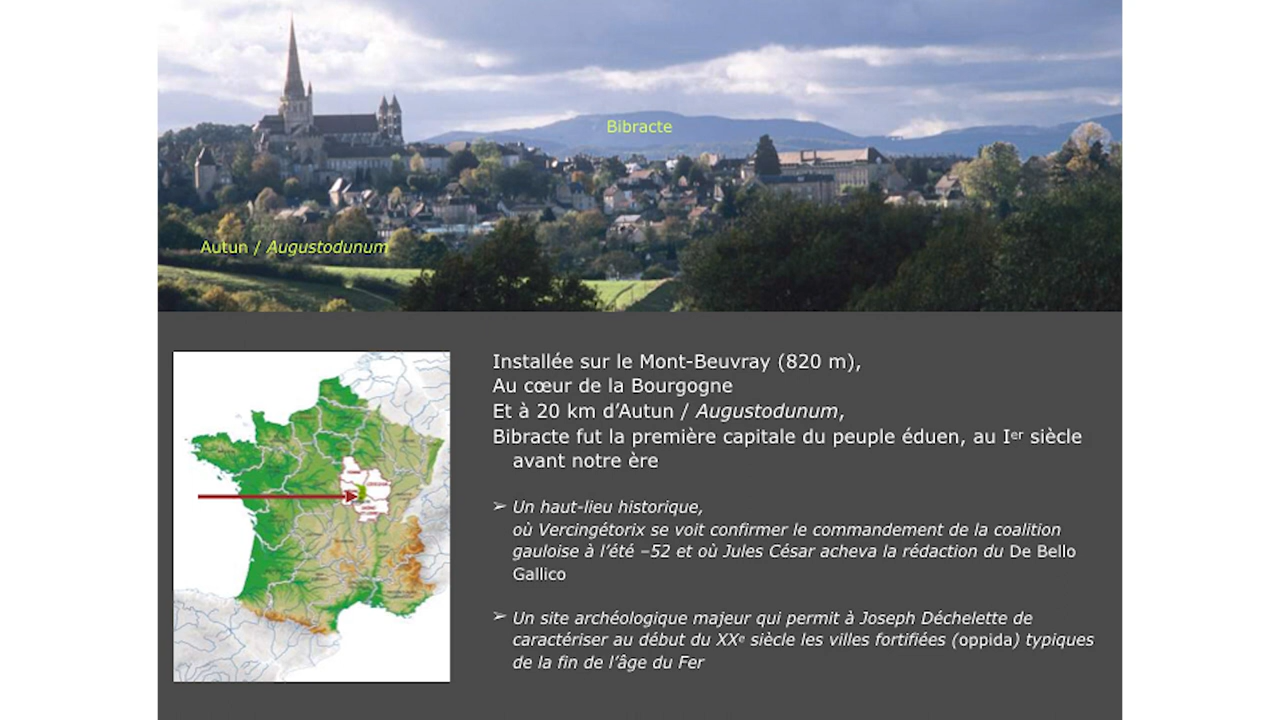 Bibracte
Autun / Augustodunum
Installée sur le Mont-Beuvray (820 m),
Au cœur de la Bourgogne
Et à 20 km d’Autun / Augustodunum,
Bibracte fut la première capitale du peuple éduen, au Ier siècle
avant notre ère
➢ Un haut-lieu historique,
où Vercingétorix se voit confirmer le commandement de la coalition
gauloise à l’été –52 et où Jules César acheva la rédaction du De Bello
Gallico
➢ Un site archéologique majeur qui permit à Joseph Déchelette de
caractériser au début du XXe siècle les villes fortifiées (oppida) typiques
de la fin de l’âge du Fer